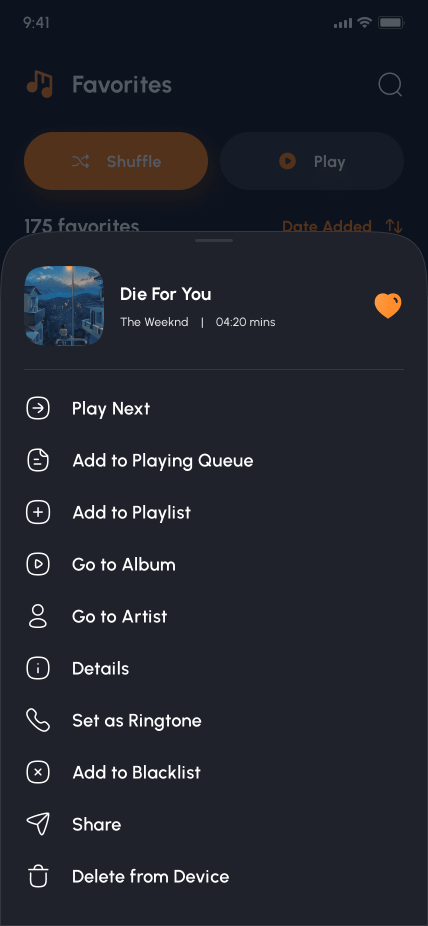 9:41
Favorites
Shuffle
Play
175 favorites
Date Added
Die For You
The Weeknd | 04:20 mins
Play Next
Add to Playing Queue
Add to Playlist
Go to Album
Go to Artist
Details
Set as Ringtone
Add to Blacklist
Share
Delete from Device